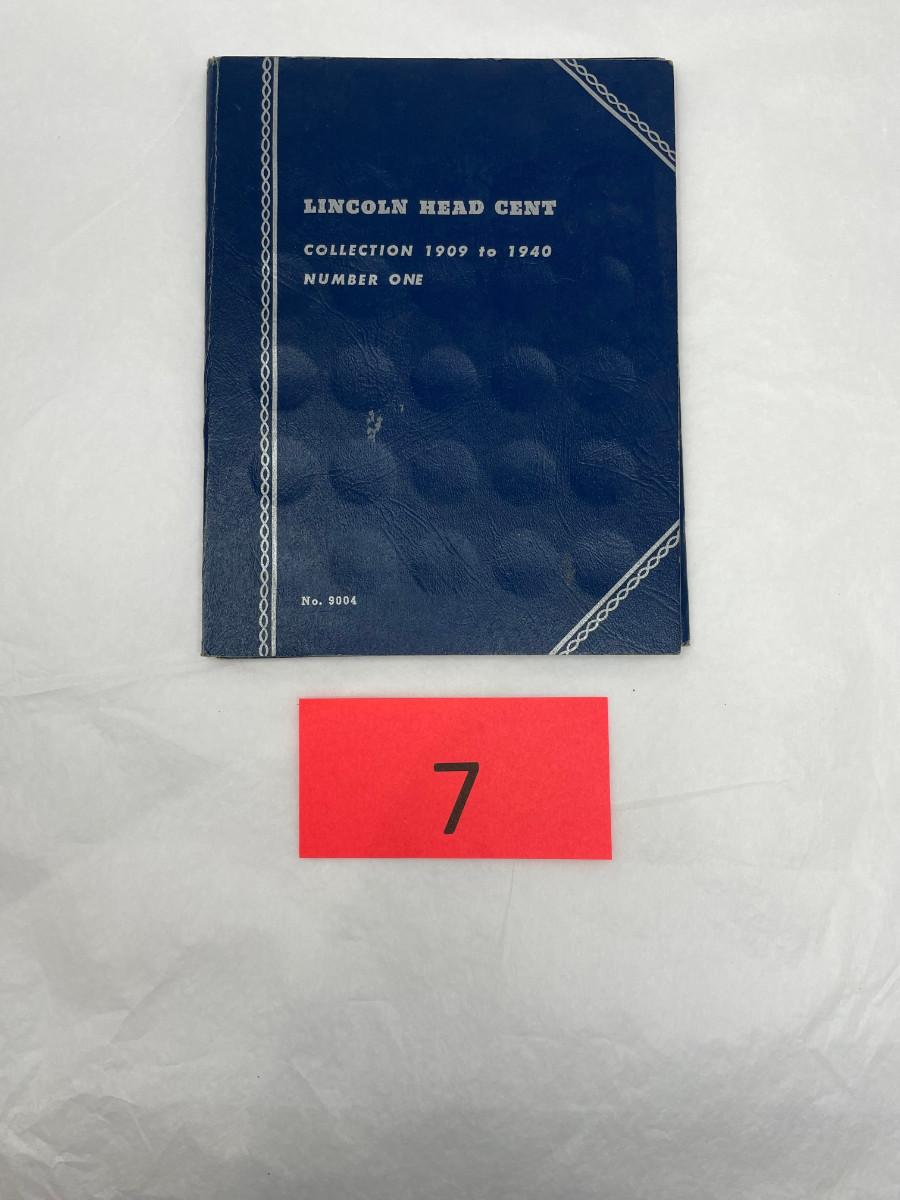 LINCOLN HEAD CENT
COLLECTION 1909 to 1940
NUMBER ONE
No. 9004
7